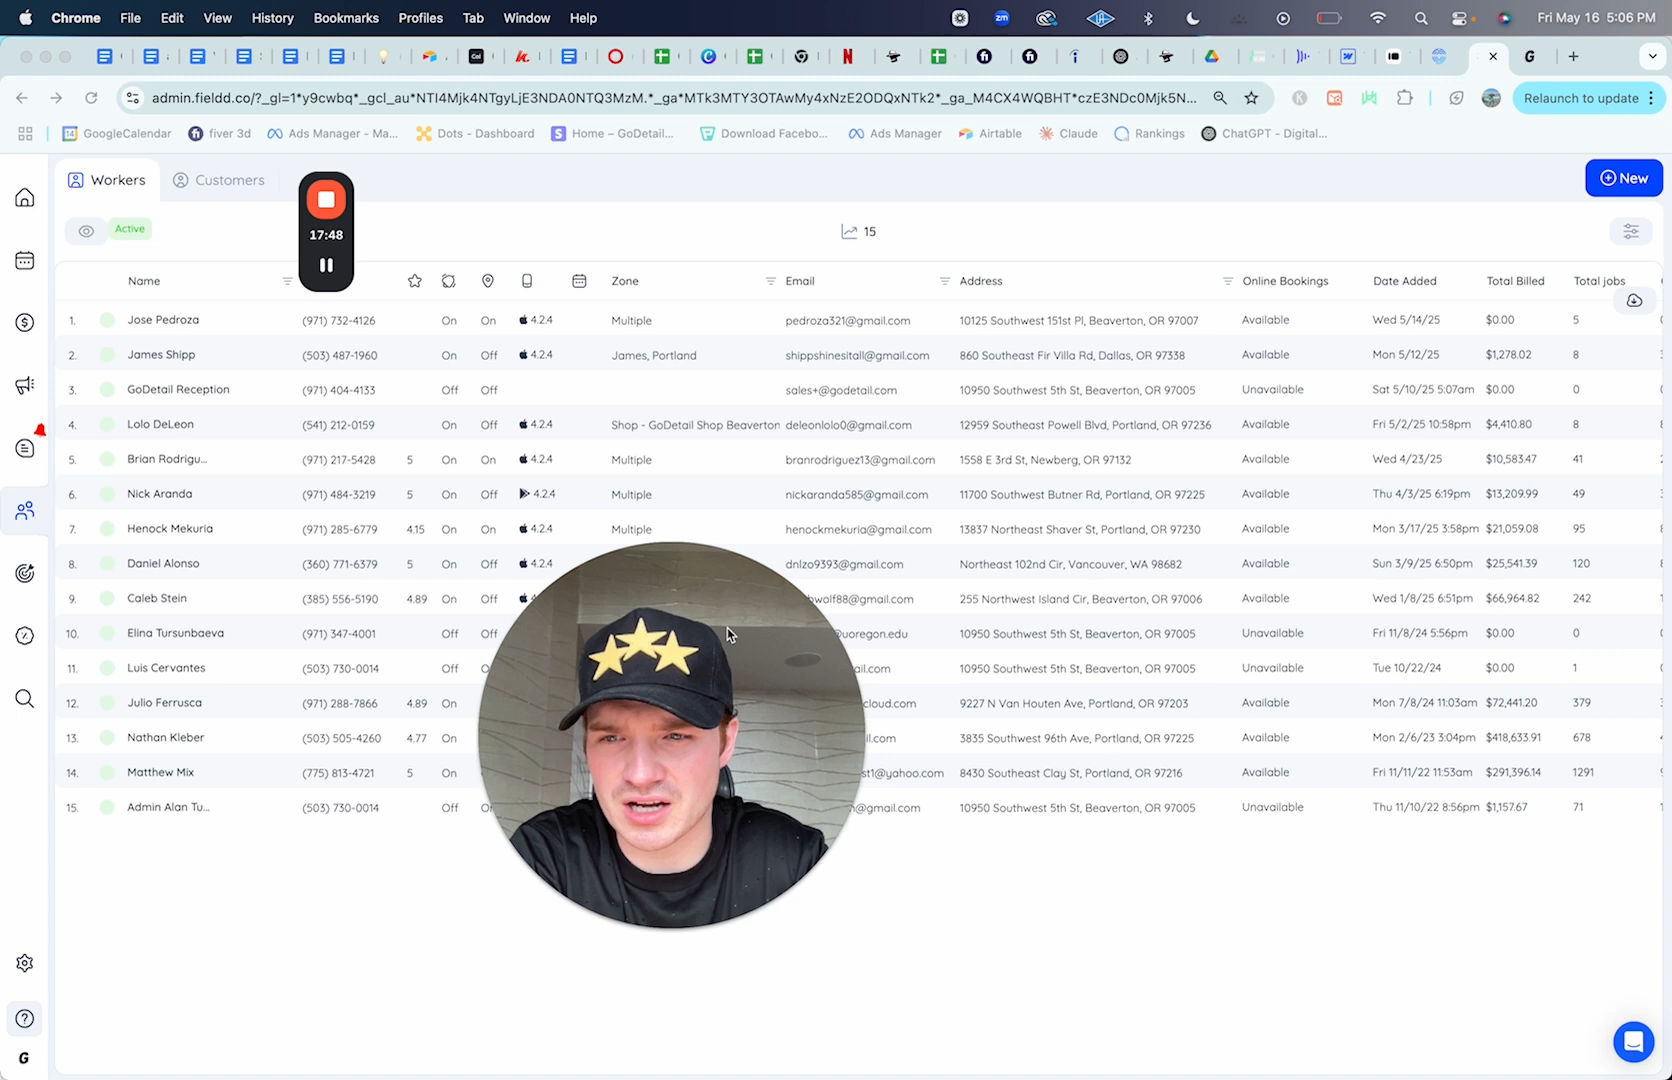 Chrome File Edit View History Bookmarks Profiles Tab Window Help zm Fri May 16 5:06 PM
admin.fieldd.co/?_gl=1*y9cwbq*_gcl_au*NTI4Mjk4NTgyLjE3NDA0NTQ3MzM.*_ga*MTk3MTY3OTAwMy4xNzE2ODQxNTk2*_ga_M4CX4WQBHT*czE3NDc0Mjk5N... Relaunch to update
GoogleCalendar fiver 3d Ads Manager - Ma... Dots - Dashboard Home – GoDetail... Download Facebo... Ads Manager Airtable Claude Rankings ChatGPT - Digital...
Workers Customers New
Active 15
17:48
Name Zone Email Address Online Bookings Date Added Total Billed Total jobs
1. Jose Pedroza (971) 732-4126 On On 4.2.4 Multiple pedroza321@gmail.com 10125 Southwest 151st Pl, Beaverton, OR 97007 Available Wed 5/14/25 $0.00 5
2. James Shipp (503) 487-1960 On Off 4.2.4 James, Portland shippshinesitall@gmail.com 860 Southeast Fir Villa Rd, Dallas, OR 97338 Available Mon 5/12/25 $1,278.02 8
3. GoDetail Reception (971) 404-4133 Off Off sales+@godetail.com 10950 Southwest 5th St, Beaverton, OR 97005 Unavailable Sat 5/10/25 5:07am $0.00 0
4. Lolo DeLeon (541) 212-0159 On Off 4.2.4 Shop - GoDetail Shop Beaverton deleonlolo0@gmail.com 12959 Southeast Powell Blvd, Portland, OR 97236 Available Fri 5/2/25 10:58pm $4,410.80 8
5. Brian Rodrigu... (971) 217-5428 5 On On 4.2.4 Multiple branrodriguez13@gmail.com 1558 E 3rd St, Newberg, OR 97132 Available Wed 4/23/25 $10,583.47 41
6. Nick Aranda (971) 484-3219 5 On Off 4.2.4 Multiple nickaranda585@gmail.com 11700 Southwest Butner Rd, Portland, OR 97225 Available Thu 4/3/25 6:19pm $13,209.99 49
7. Henock Mekuria (971) 285-6779 4.15 On On 4.2.4 Multiple henockmekuria@gmail.com 13837 Northeast Shaver St, Portland, OR 97230 Available Mon 3/17/25 3:58pm $21,059.08 95
8. Daniel Alonso (360) 771-6379 5 On Off 4.2.4 dnlzo9393@gmail.com Northeast 102nd Cir, Vancouver, WA 98682 Available Sun 3/9/25 6:50pm $25,541.39 120
9. Caleb Stein (385) 556-5190 4.89 On Off wolf88@gmail.com 255 Northwest Island Cir, Beaverton, OR 97006 Available Wed 1/8/25 6:51pm $66,964.82 242
10. Elina Tursunbaeva (971) 347-4001 Off Off @uoregon.edu 10950 Southwest 5th St, Beaverton, OR 97005 Unavailable Fri 11/8/24 5:56pm $0.00 0
11. Luis Cervantes (503) 730-0014 Off ail.com 10950 Southwest 5th St, Beaverton, OR 97005 Unavailable Tue 10/22/24 $0.00 1
12. Julio Ferrusca (971) 288-7866 4.89 On cloud.com 9227 N Van Houten Ave, Portland, OR 97203 Available Mon 7/8/24 11:03am $72,441.20 379
13. Nathan Kleber (503) 505-4260 4.77 On il.com 3835 Southwest 96th Ave, Portland, OR 97225 Available Mon 2/6/23 3:04pm $418,633.91 678
14. Matthew Mix (775) 813-4721 5 On st1@yahoo.com 8430 Southeast Clay St, Portland, OR 97216 Available Fri 11/11/22 11:53am $291,396.14 1291
15. Admin Alan Tu... (503) 730-0014 Off @gmail.com 10950 Southwest 5th St, Beaverton, OR 97005 Unavailable Thu 11/10/22 8:56pm $1,157.67 71
G